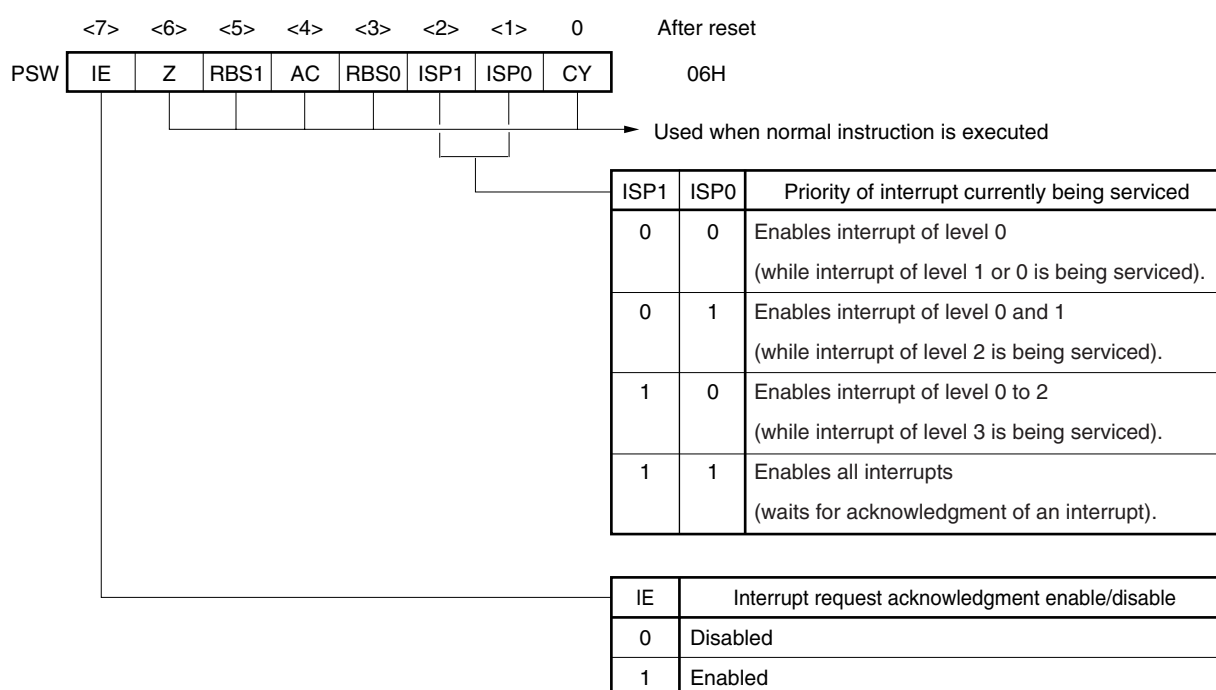 <7> <6> <5> <4> <3> <2> <1> 0 After reset
PSW IE Z RBS1 AC RBS0 ISP1 ISP0 CY 06H
Used when normal instruction is executed
ISP1 ISP0 Priority of interrupt currently being serviced
0 0 Enables interrupt of level 0
(while interrupt of level 1 or 0 is being serviced).
0 1 Enables interrupt of level 0 and 1
(while interrupt of level 2 is being serviced).
1 0 Enables interrupt of level 0 to 2
(while interrupt of level 3 is being serviced).
1 1 Enables all interrupts
(waits for acknowledgment of an interrupt).
IE Interrupt request acknowledgment enable/disable
0 Disabled
1 Enabled